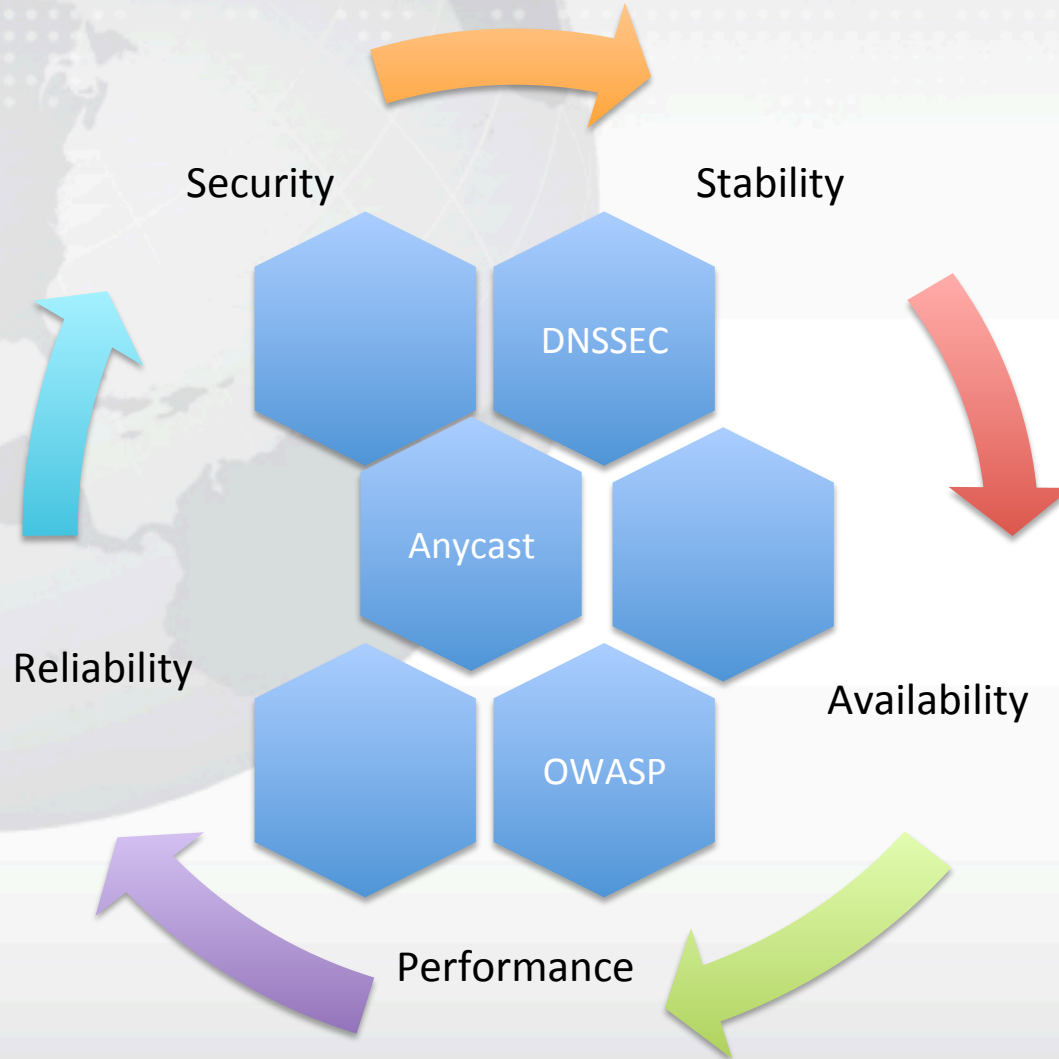 Security
Stability
DNSSEC
Anycast
Reliability
Availability
OWASP
Performance